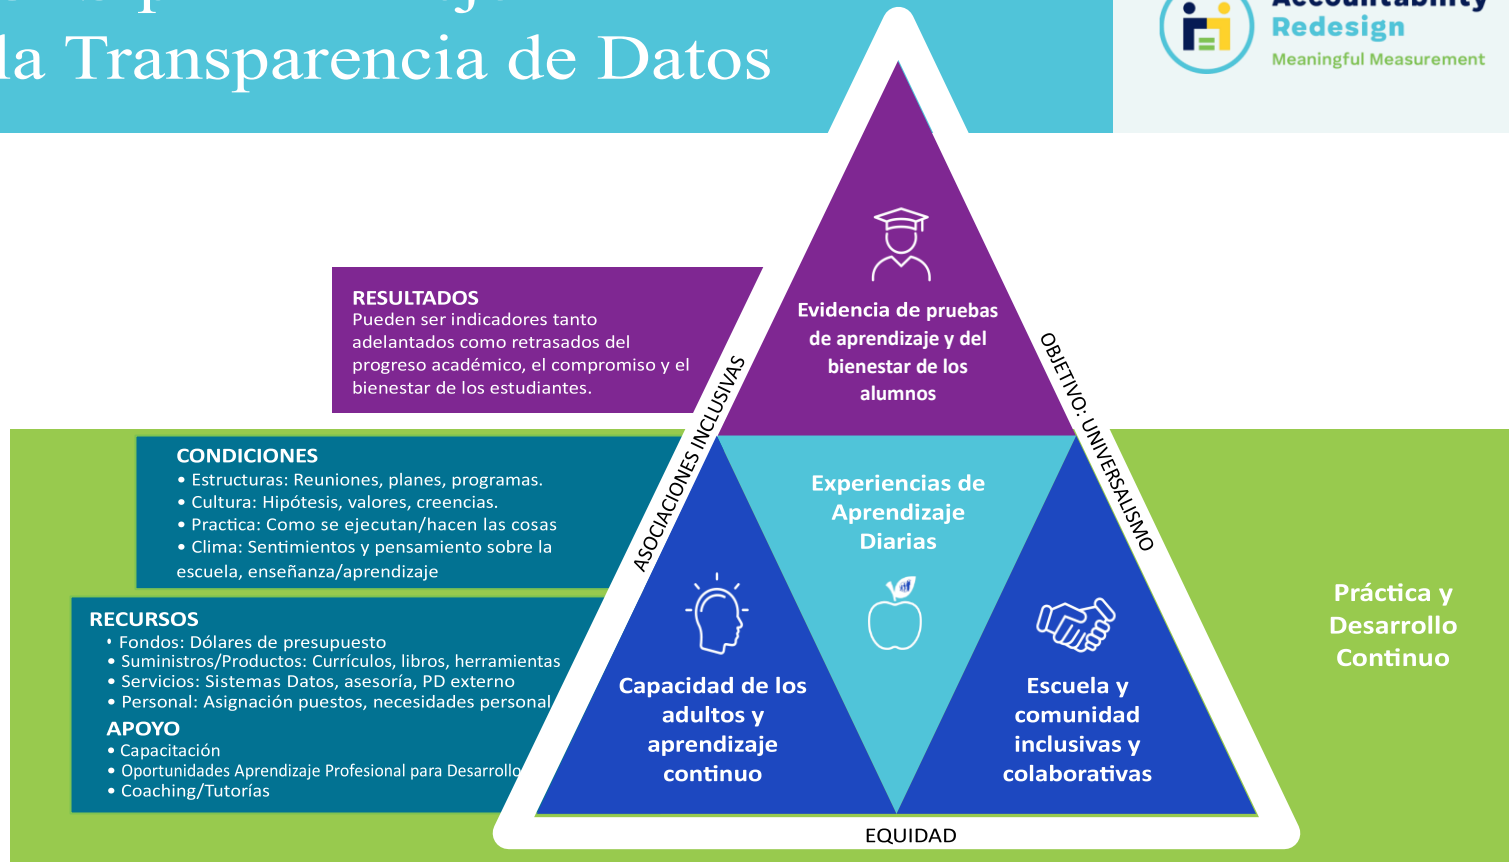 la Transparencia de Datos
Accountability
Redesign
Meaningful Measurement
RESULTADOS
Pueden ser indicadores tanto
adelantados como retrasados del
progreso académico, el compromiso y el
bienestar de los estudiantes.
Evidencia de pruebas
de aprendizaje y del
bienestar de los
alumnos
ASOCIACIONES INCLUSIVAS
OBJETIVO: UNIVERSALISMO
CONDICIONES
• Estructuras: Reuniones, planes, programas.
• Cultura: Hipótesis, valores, creencias.
• Practica: Como se ejecutan/hacen las cosas
• Clima: Sentimientos y pensamiento sobre la
escuela, enseñanza/aprendizaje
Experiencias de
Aprendizaje
Diarias
RECURSOS
• Fondos: Dólares de presupuesto
• Suministros/Productos: Currículos, libros, herramientas
• Servicios: Sistemas Datos, asesoría, PD externo
• Personal: Asignación puestos, necesidades personal
APOYO
• Capacitación
• Oportunidades Aprendizaje Profesional para Desarrollo
• Coaching/Tutorías
Capacidad de los
adultos y
aprendizaje
continuo
Escuela y
comunidad
inclusivas y
colaborativas
Práctica y
Desarrollo
Continuo
EQUIDAD